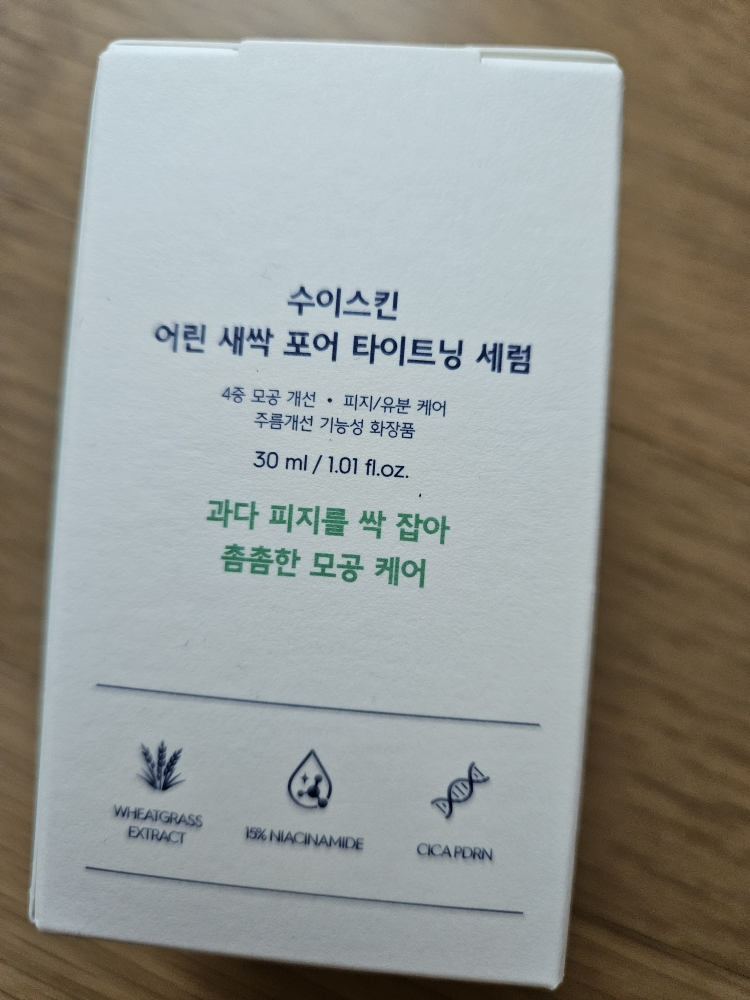 수이스킨
어린 새싹 포어 타이트닝 세럼
4중 모공 개선 • 피지/유분 케어
주름개선 기능성 화장품
30 ml / 1.01 fl.oz.
과다 피지를 싹 잡아
촘촘한 모공 케어
WHEATGRASS
EXTRACT
15% NIACINAMIDE
CICA PDRN